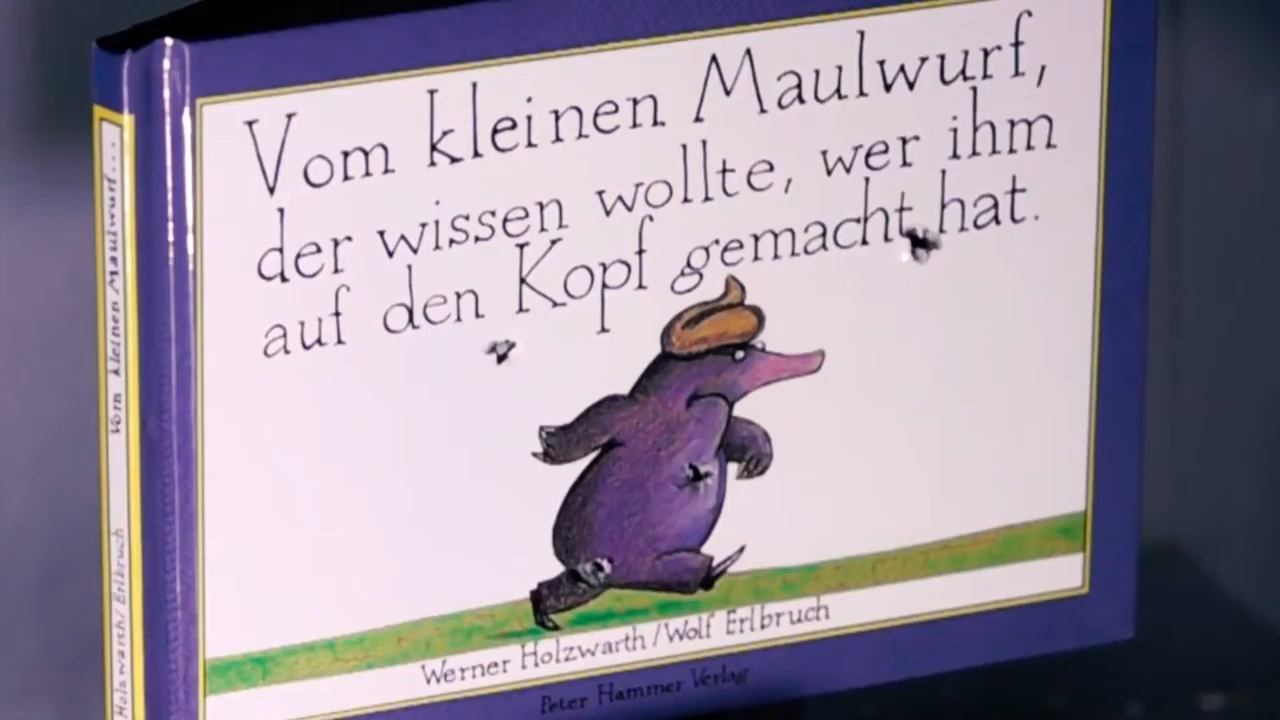 Vom kleinen Maulwurf,
der wissen wollte, wer ihm
auf den Kopf gemacht hat.
Werner Holzwarth/Wolf Erlbruch
Peter Hammer Verlag
Vom kleinen Maulwurf...
Holzwarth/Erlbruch